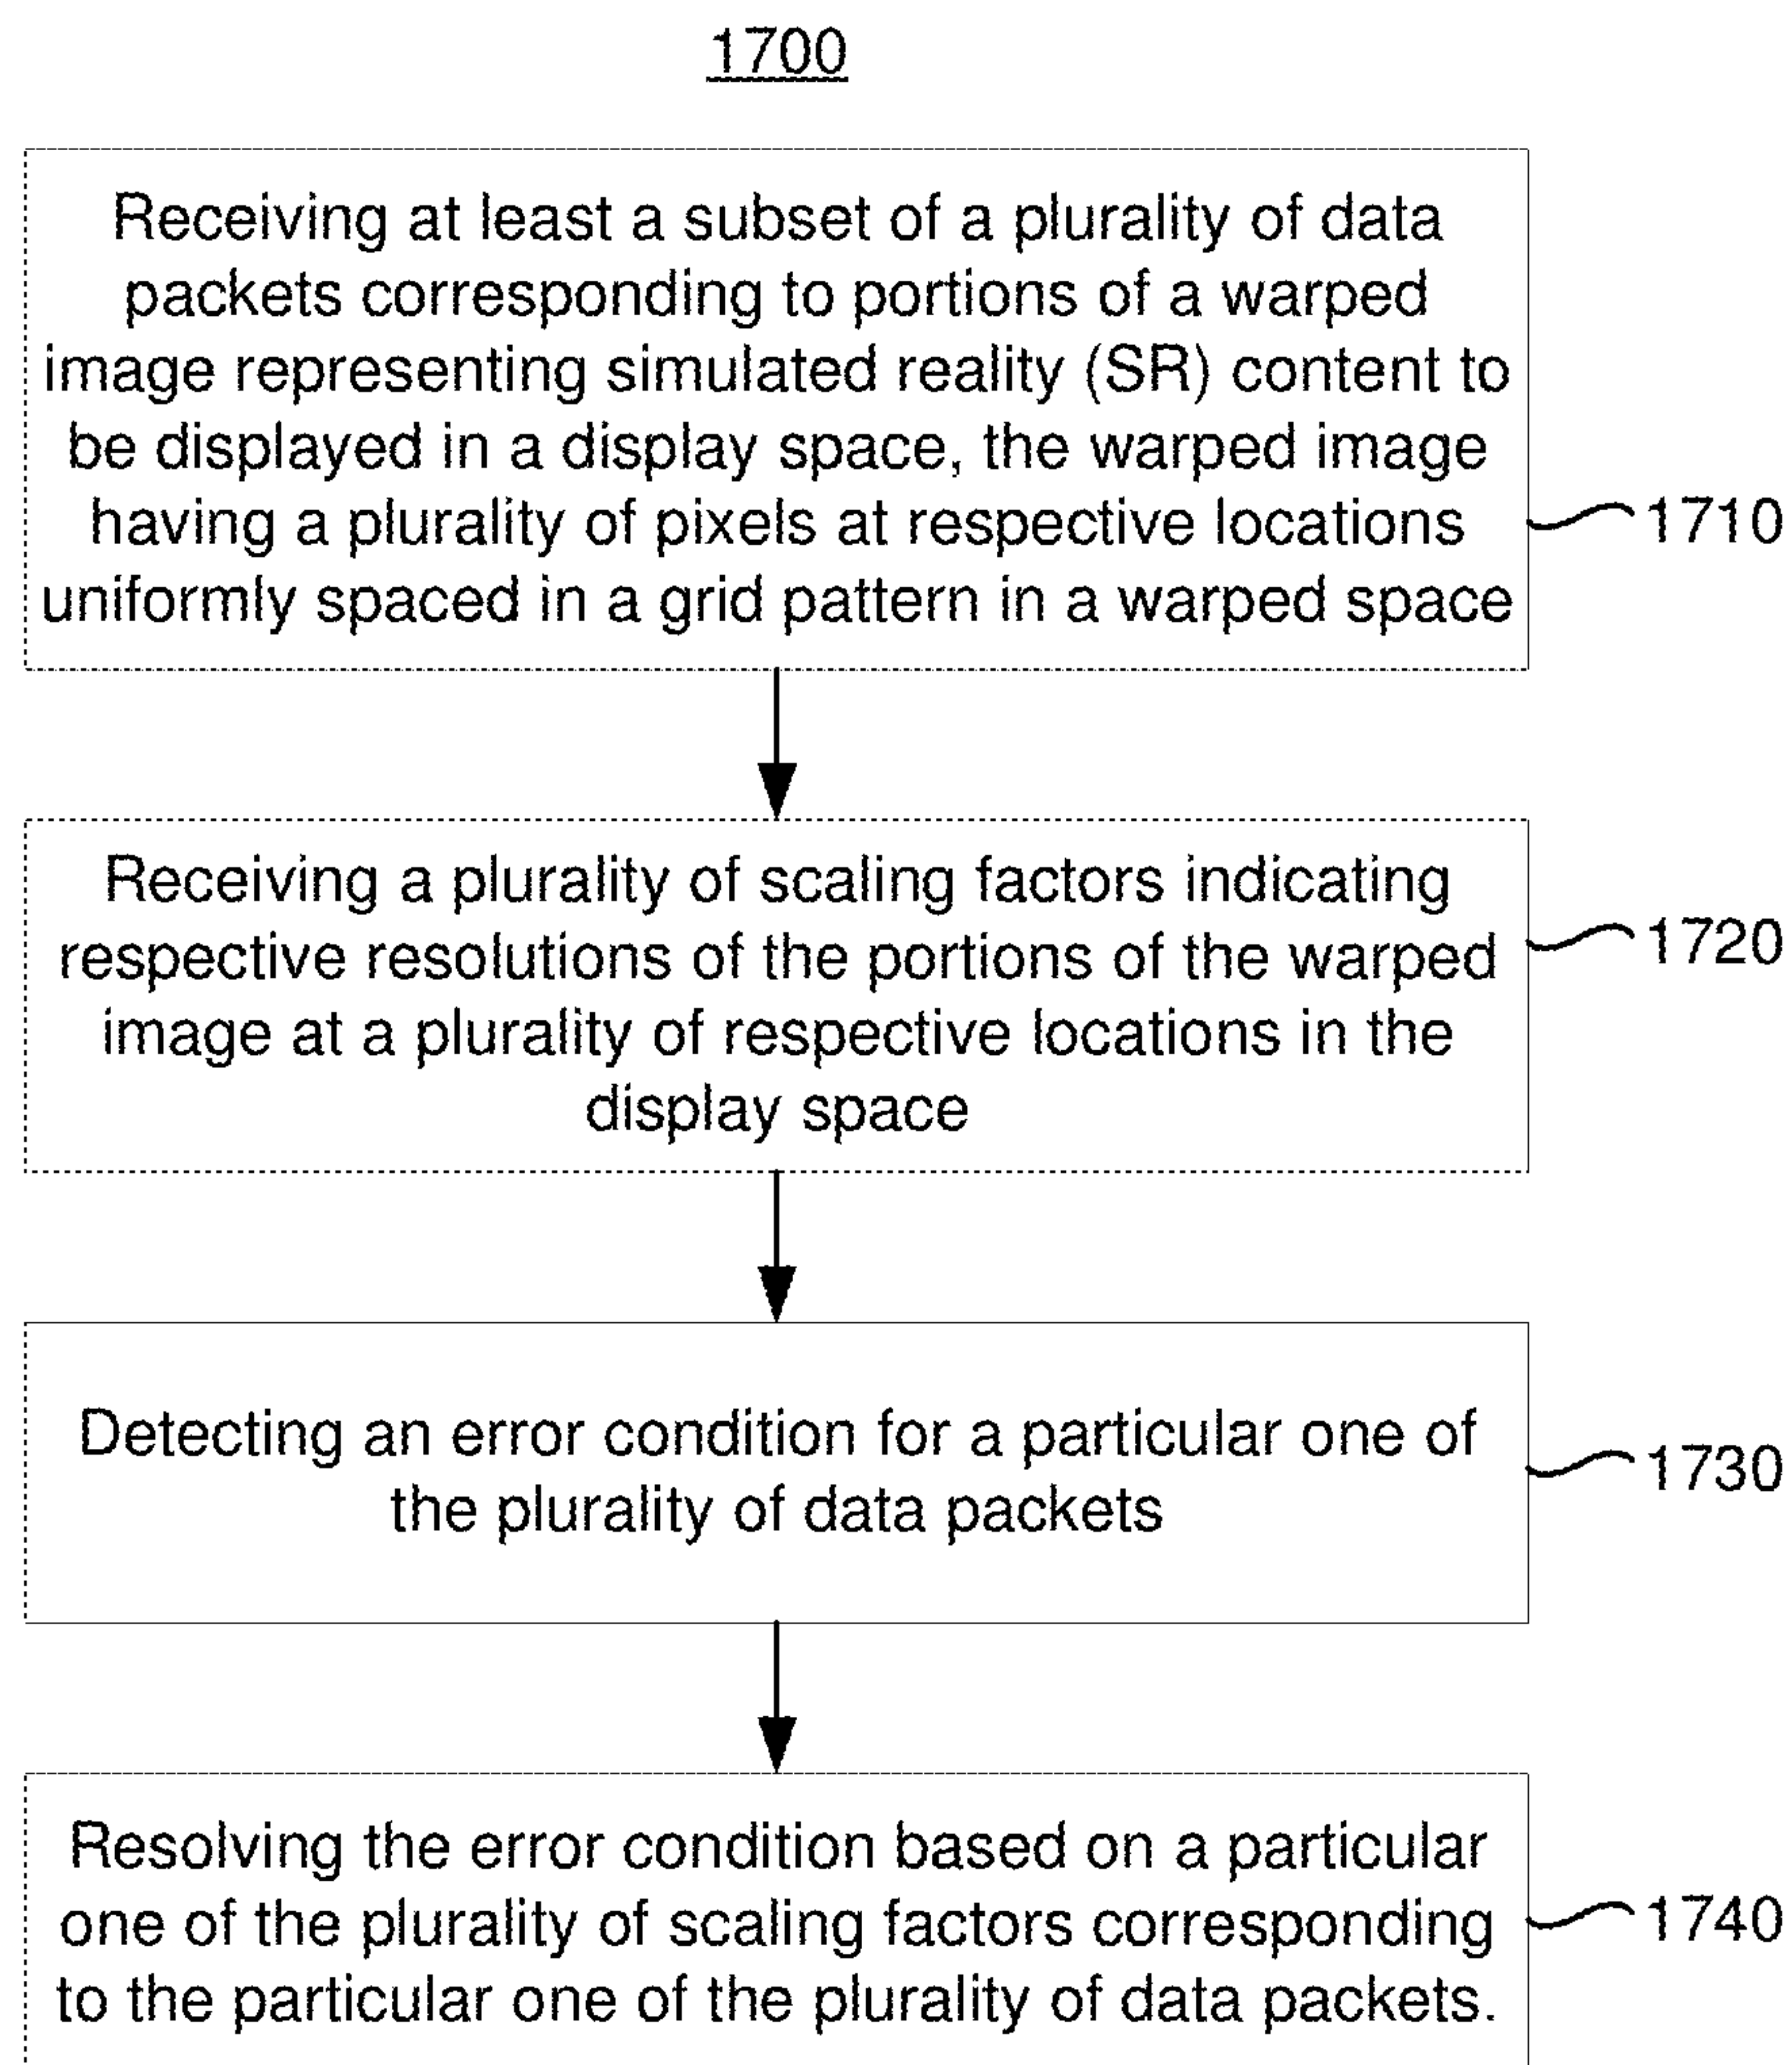 1700
Receiving at least a subset of a plurality of data
packets corresponding to portions of a warped
image representing simulated reality (SR) content to
be displayed in a display space, the warped image
having a plurality of pixels at respective locations
uniformly spaced in a grid pattern in a warped space
1710
Receiving a plurality of scaling factors indicating
respective resolutions of the portions of the warped
image at a plurality of respective locations in the
display space
1720
Detecting an error condition for a particular one of
the plurality of data packets
1730
Resolving the error condition based on a particular
one of the plurality of scaling factors corresponding
to the particular one of the plurality of data packets.
1740